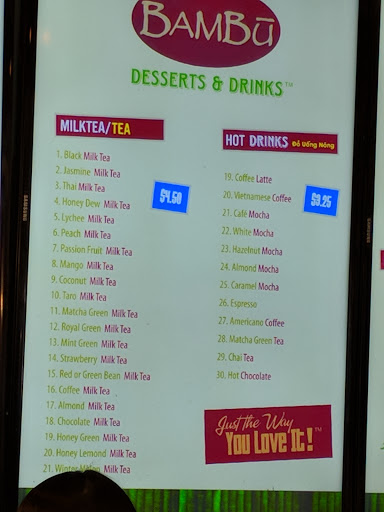 BAMBŪ
DESSERTS & DRINKS™
MILKTEA/TEA
1. Black Milk Tea
2. Jasmine Milk Tea
3. Thai Milk Tea
4. Honey Dew Milk Tea
5. Lychee Milk Tea
6. Peach Milk Tea
7. Passion Fruit Milk Tea
8. Mango Milk Tea
9. Coconut Milk Tea
10. Taro Milk Tea
11. Matcha Green Milk Tea
12. Royal Green Milk Tea
13. Mint Green Milk Tea
14. Strawberry Milk Tea
15. Red or Green Bean Milk Tea
16. Coffee Milk Tea
17. Almond Milk Tea
18. Chocolate Milk Tea
19. Honey Green Milk Tea
20. Honey Lemond Milk Tea
21. Winter Melon Milk Tea
$4.50
HOT DRINKS Đồ Uống Nóng
19. Coffee Latte
20. Vietnamese Coffee
21. Café Mocha
22. White Mocha
23. Hazelnut Mocha
24. Almond Mocha
25. Caramel Mocha
26. Espresso
27. Americano Coffee
28. Matcha Green Tea
29. Chai Tea
30. Hot Chocolate
$3.25
Just the Way
You Love It!™
SAMSUNG
SAMSUNG